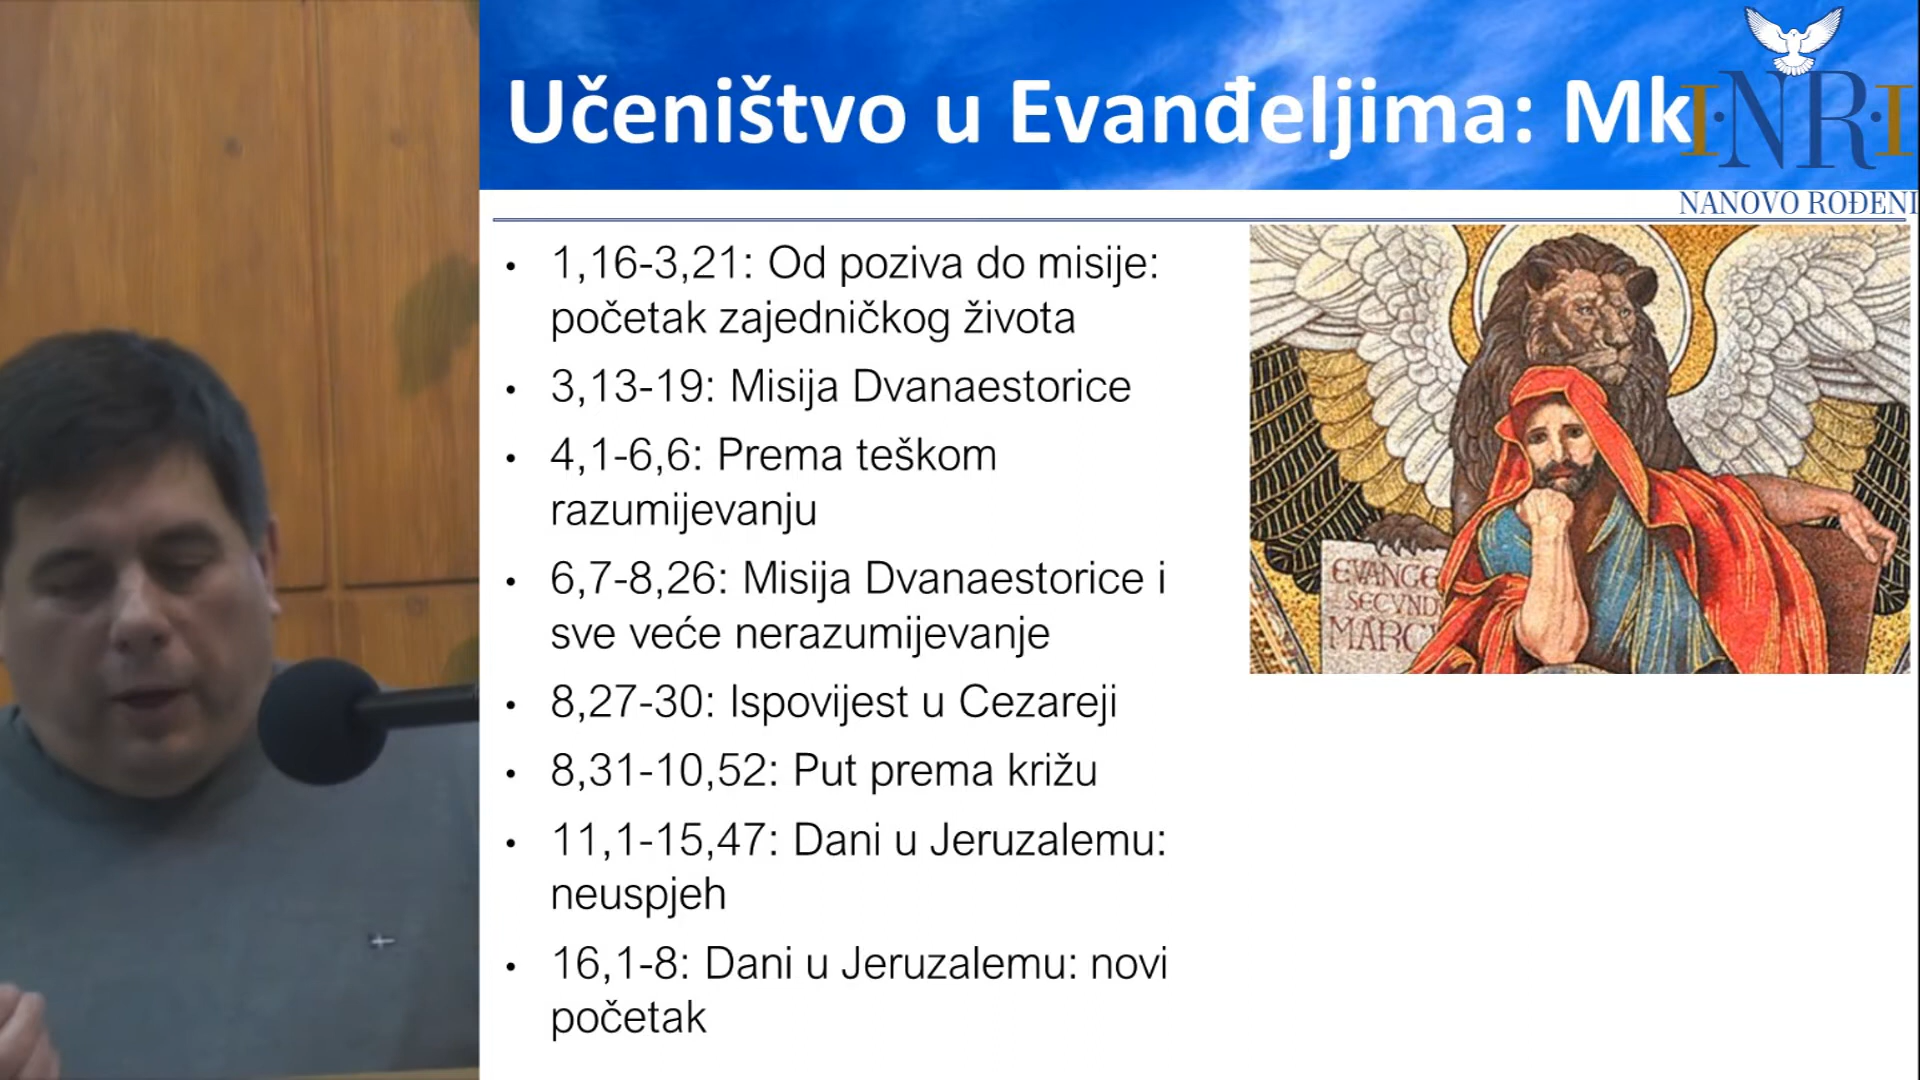 Učeništvo u Evanđeljima: Mk
I·NR·I
NANOVO ROĐENI
• 1,16-3,21: Od poziva do misije:
početak zajedničkog života
• 3,13-19: Misija Dvanaestorice
• 4,1-6,6: Prema teškom
razumijevanju
• 6,7-8,26: Misija Dvanaestorice i
sve veće nerazumijevanje
• 8,27-30: Ispovijest u Cezareji
• 8,31-10,52: Put prema križu
• 11,1-15,47: Dani u Jeruzalemu:
neuspjeh
• 16,1-8: Dani u Jeruzalemu: novi
početak
EVANGE
SECVND
MARC